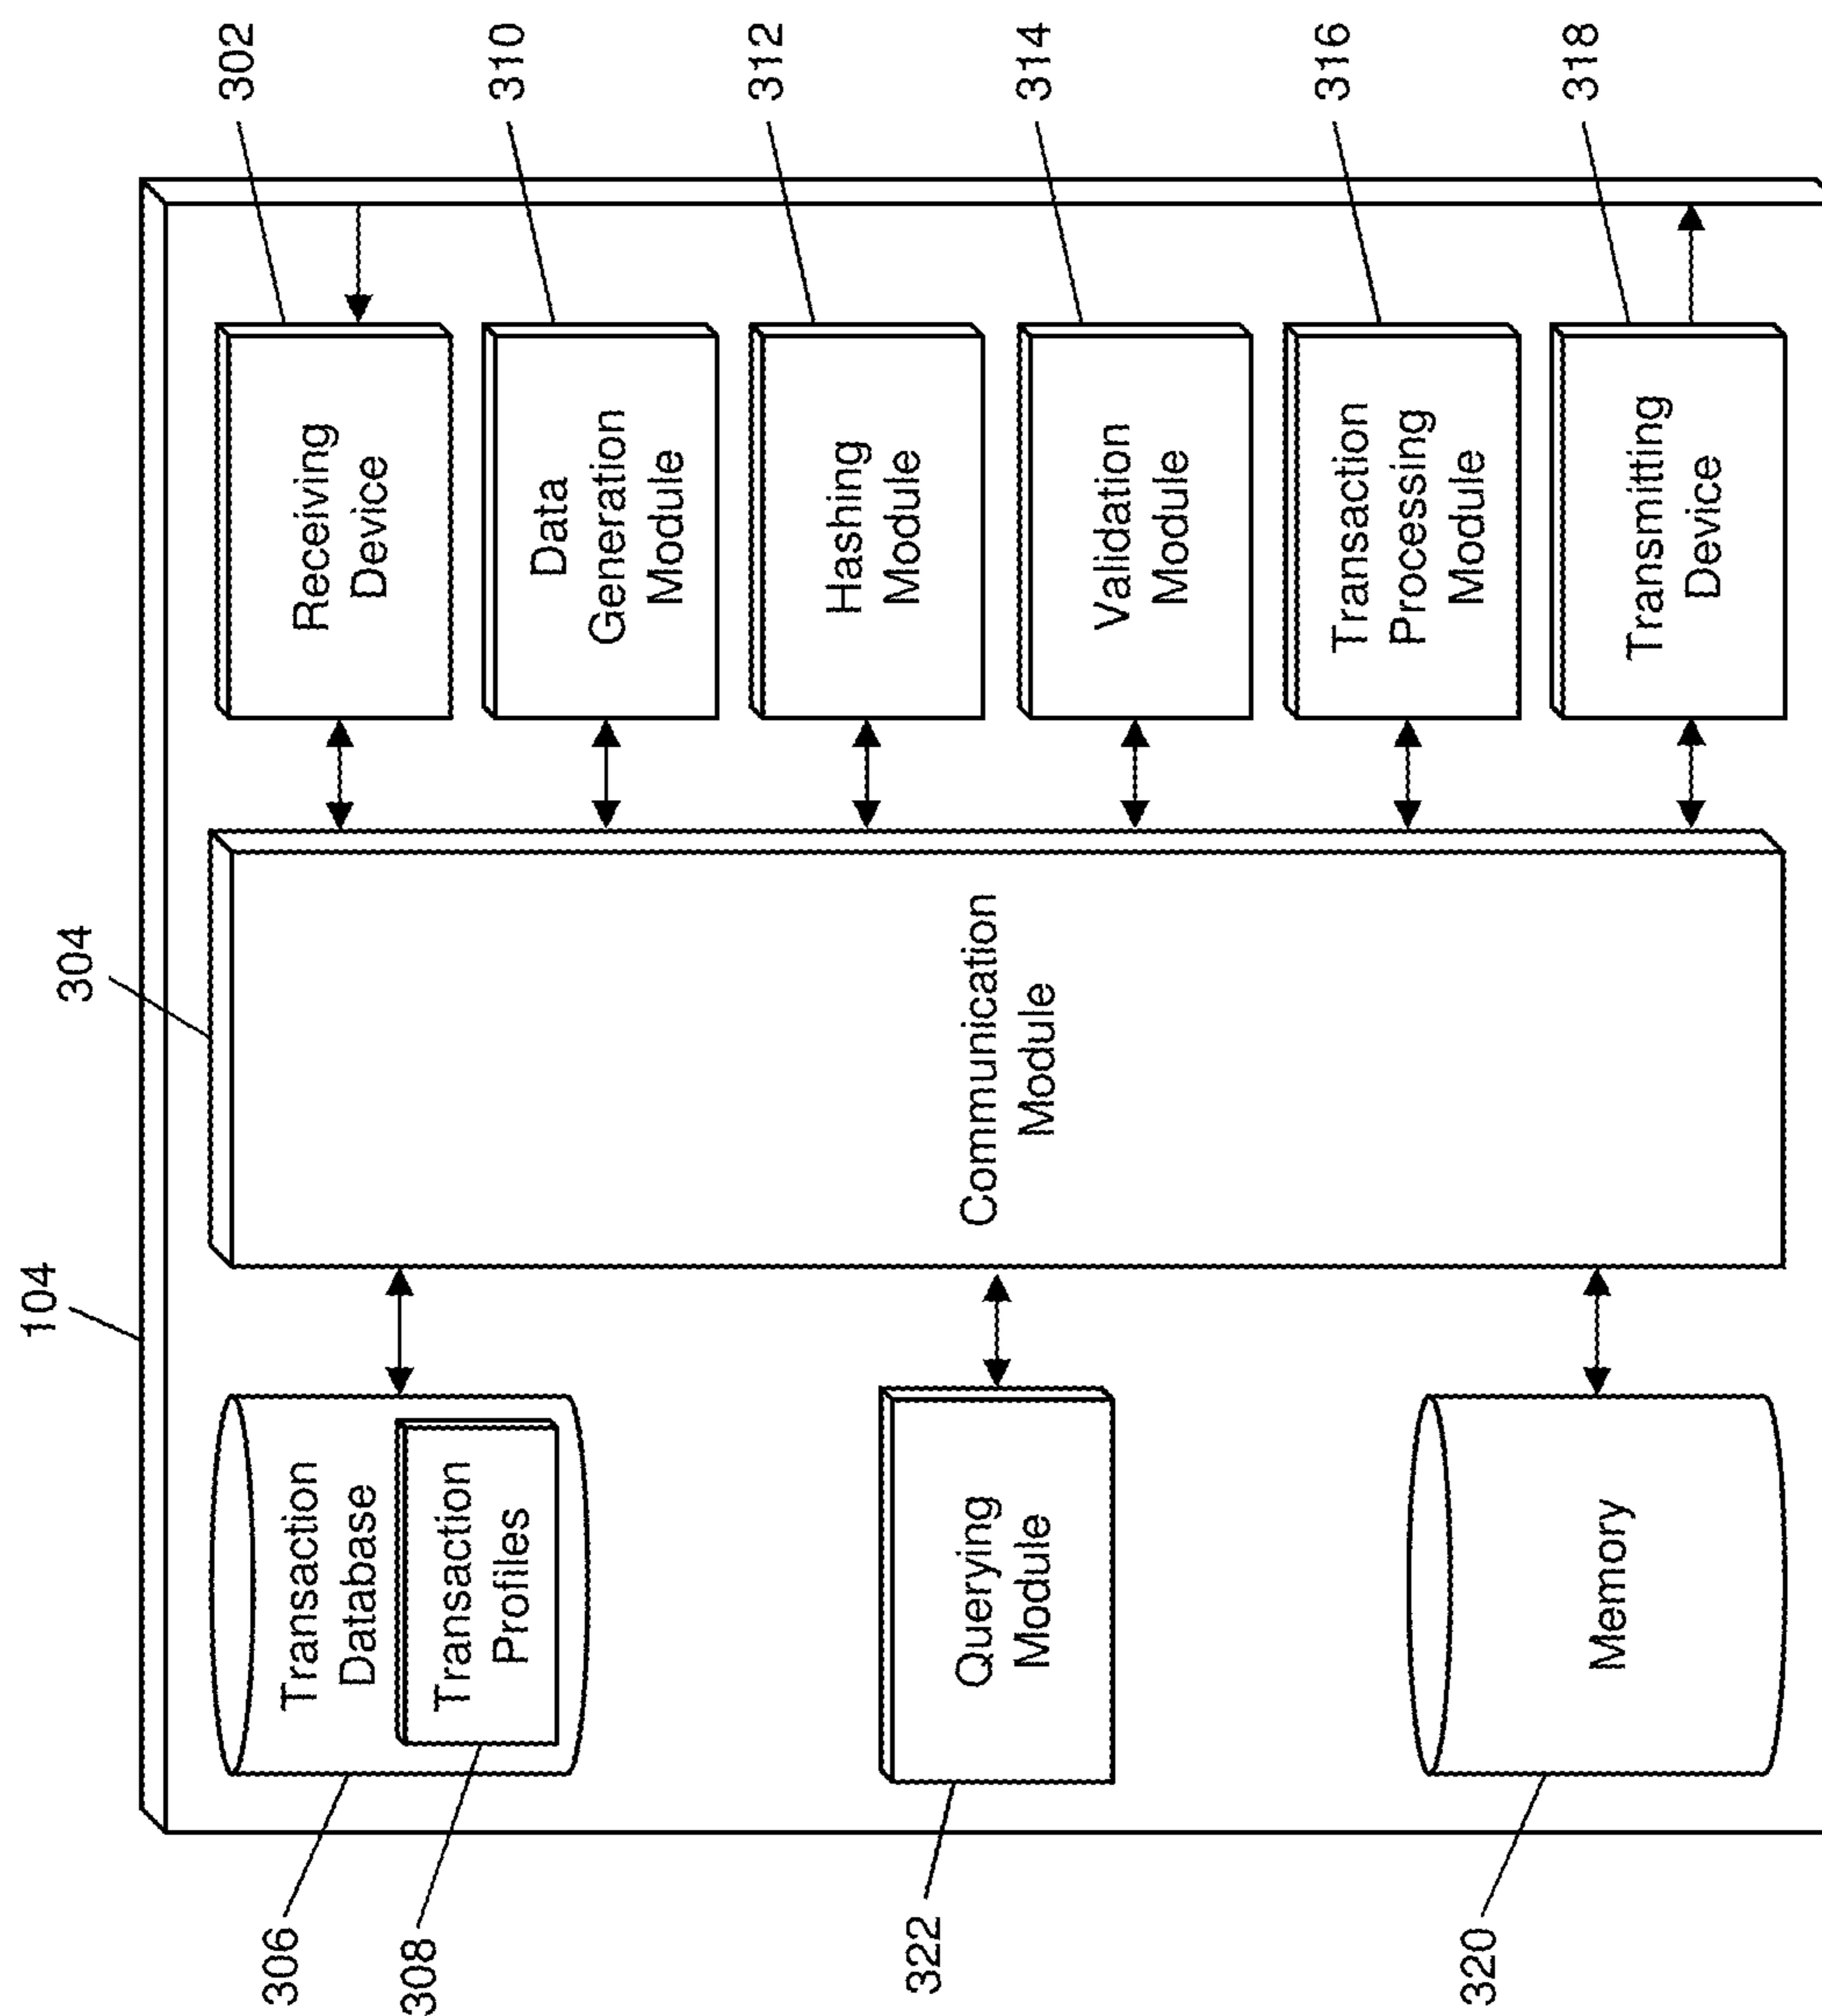 104
304
306
Transaction
Database
308
Transaction
Profiles
322
Querying
Module
320
Memory
Communication
Module
302
Receiving
Device
310
Data
Generation
Module
312
Hashing
Module
314
Validation
Module
316
Transaction
Processing
Module
318
Transmitting
Device